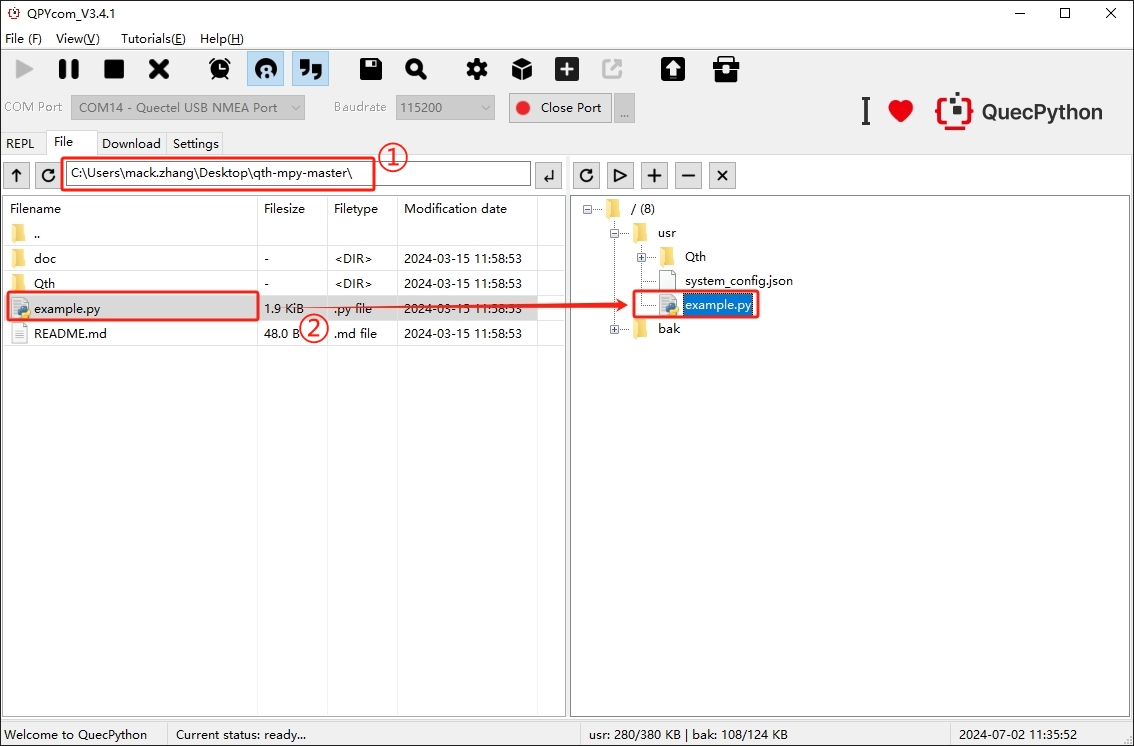 QPYcom_V3.4.1
File (F) View(V) Tutorials(E) Help(H)
COM Port COM14 - Quectel USB NMEA Port Baudrate 115200 Close Port ... I QuecPython
REPL File Download Settings
C:\Users\mack.zhang\Desktop\qth-mpy-master\ ①
Filename Filesize Filetype Modification date
..
doc - <DIR> 2024-03-15 11:58:53
Qth - <DIR> 2024-03-15 11:58:53
example.py 1.9 KiB .py file 2024-03-15 11:58:53
②
README.md 48.0 B .md file 2024-03-15 11:58:53
/ (8)
usr
Qth
system_config.json
example.py
bak
Welcome to QuecPython Current status: ready... usr: 280/380 KB | bak: 108/124 KB 2024-07-02 11:35:52